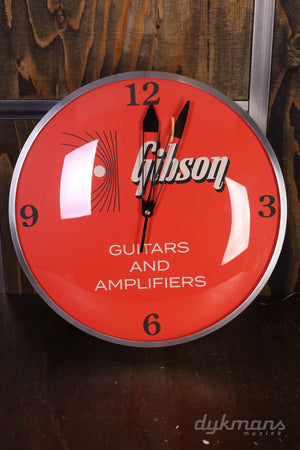 12
Gibson
9
3
GUITARS
AND
AMPLIFIERS
6
dykmans
muziek